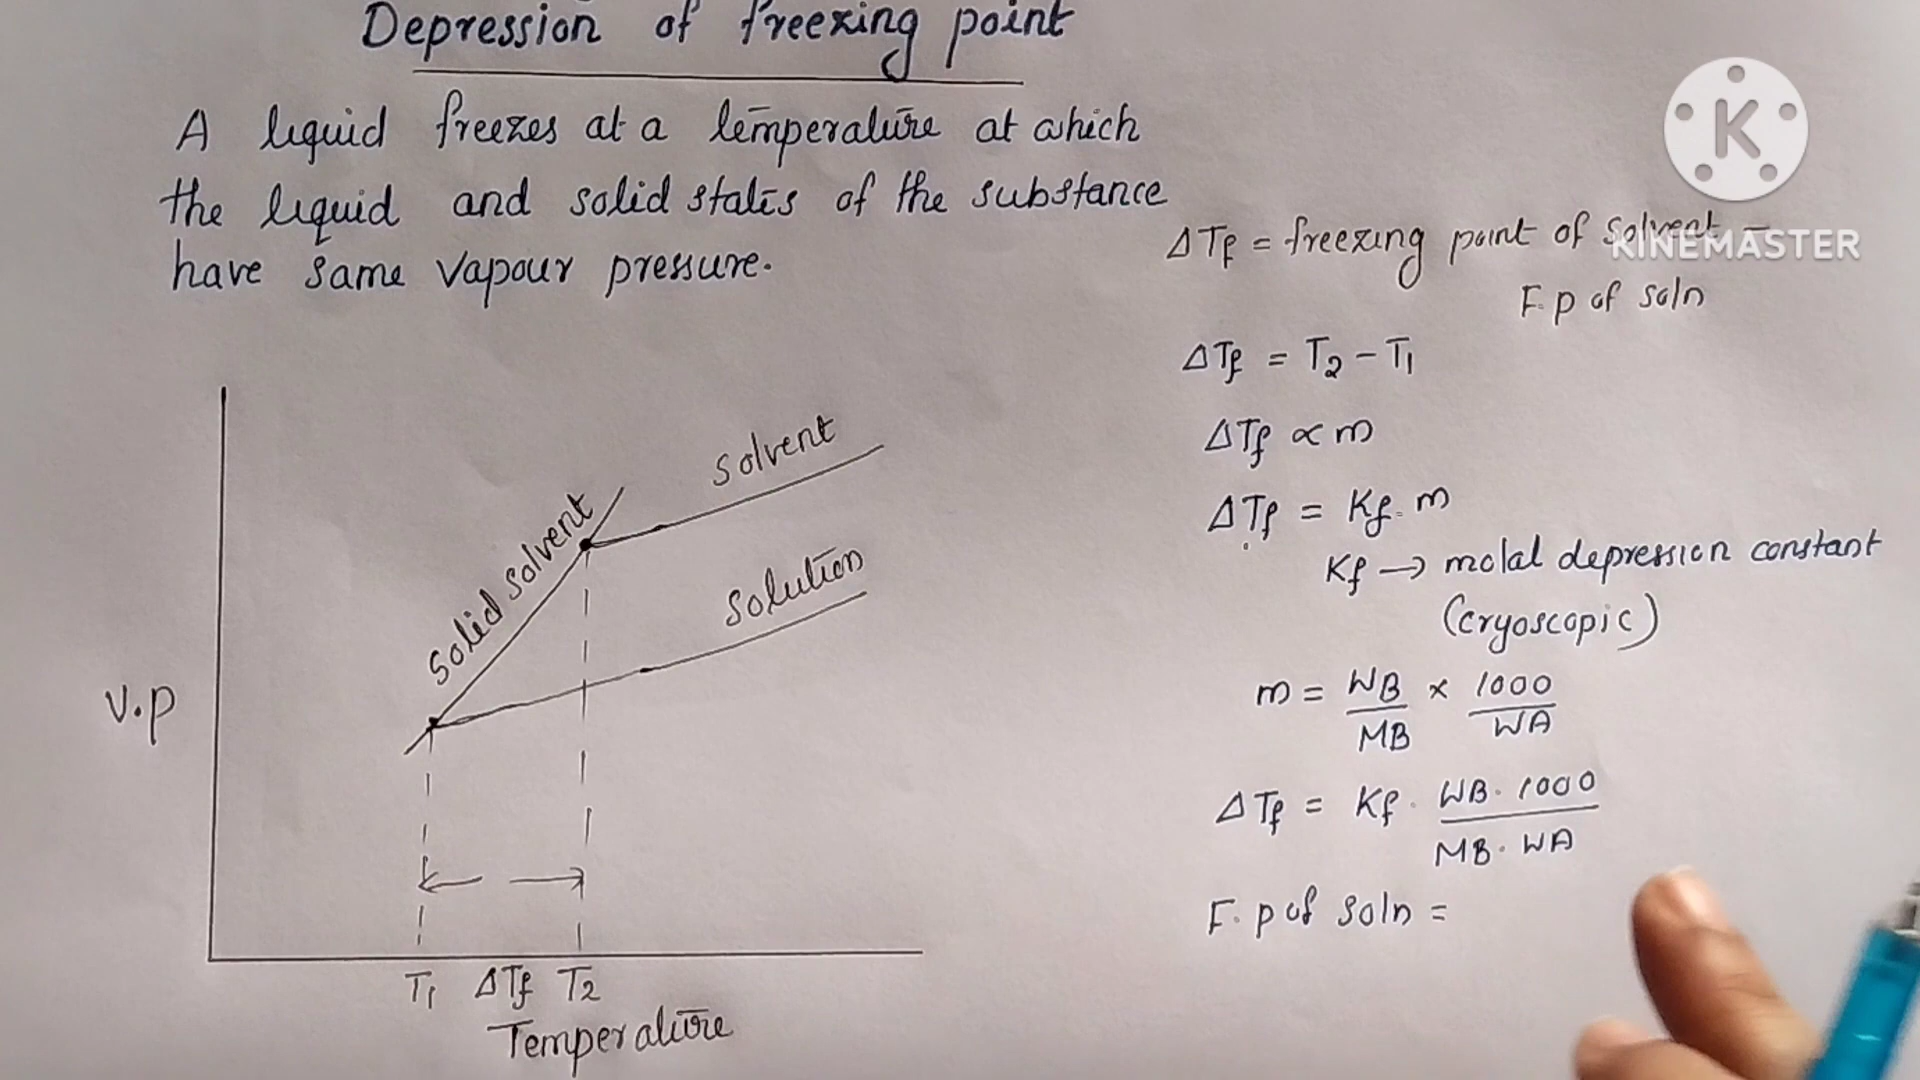 Depression of freezing point
A liquid freezes at a temperature at which
the liquid and solid states of the substance
have same vapour pressure.
K
KINEMASTER
ΔTf = freezing point of solvent –
F.p of soln
ΔTf = T2 – T1
ΔTf ∝ m
ΔTf = Kf. m
Kf → molal depression constant
(cryoscopic)
m = WB/MB × 1000/WA
ΔTf = Kf . WB. 1000 / MB. WA
F. p of soln =
solvent
solid solvent
solution
V.p
T1 ΔTf T2
Temperature